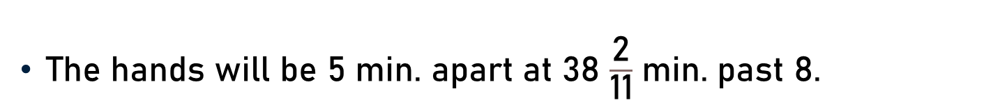 • The hands will be 5 min. apart at 38 2/11 min. past 8.